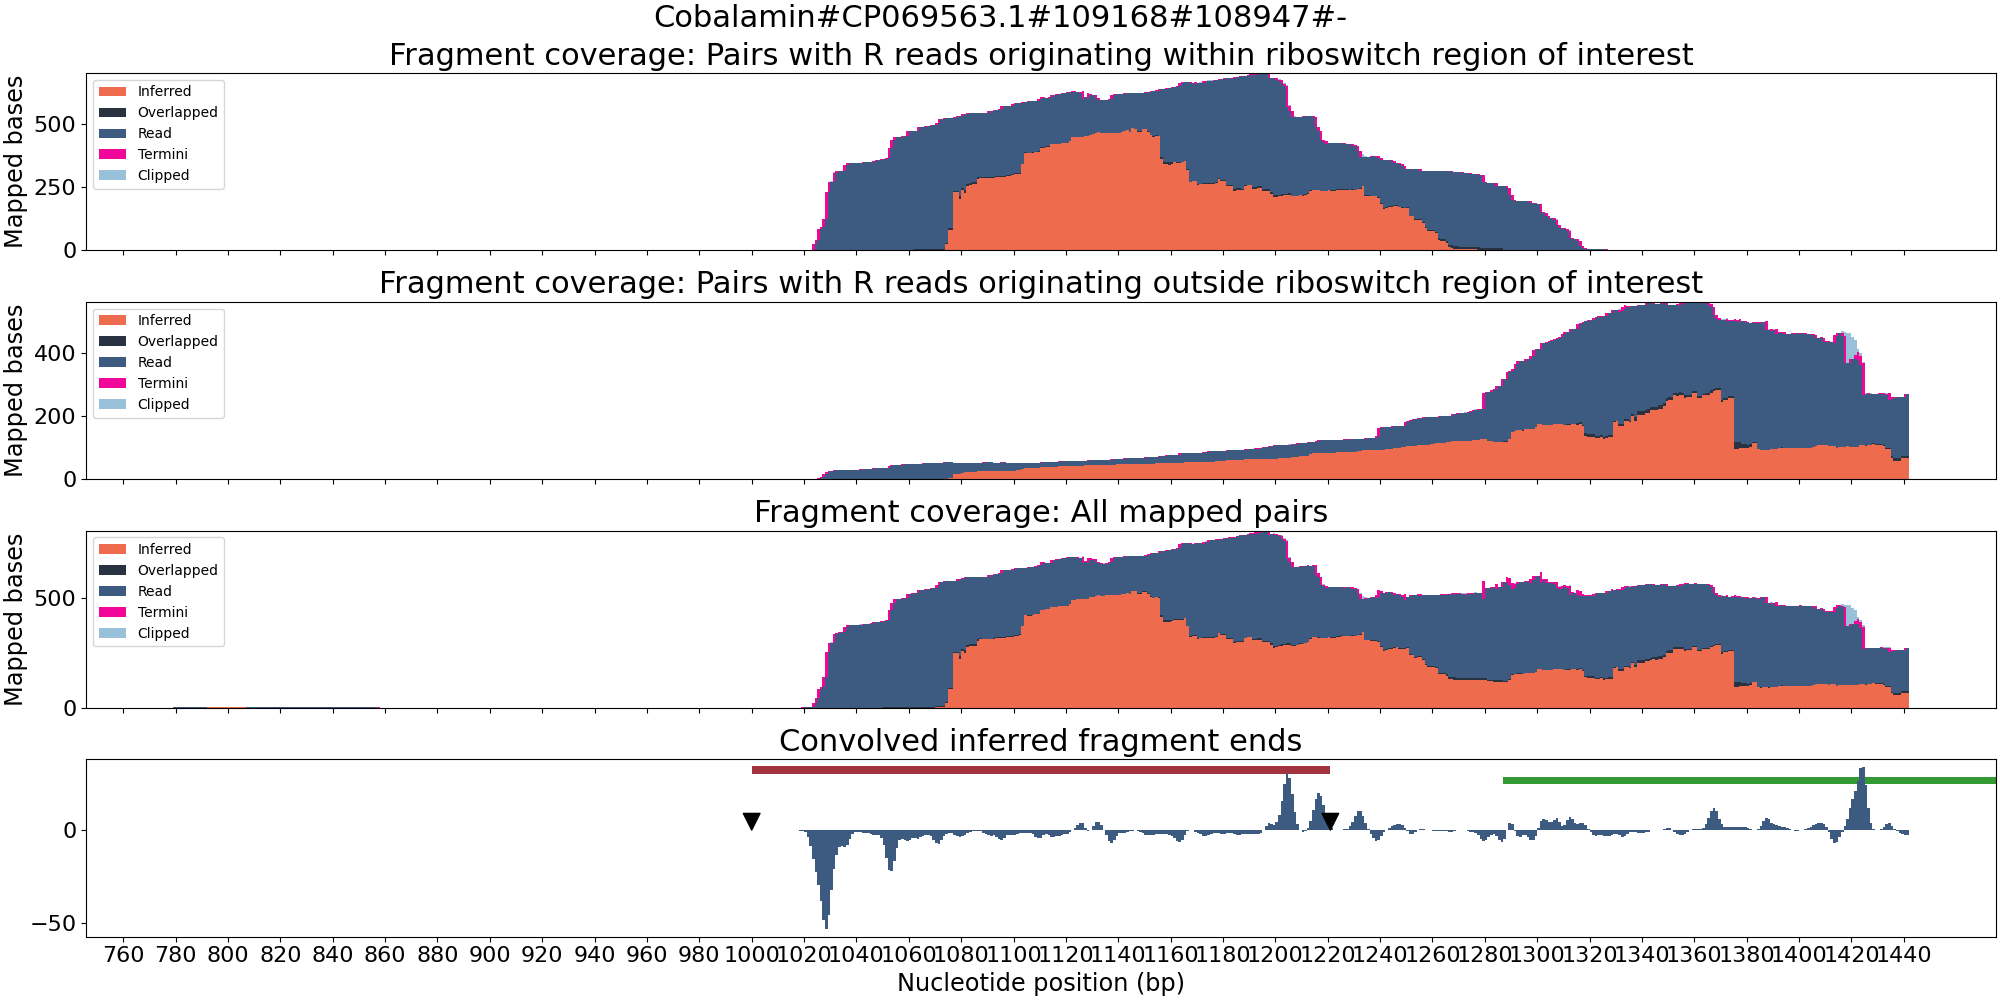 Cobalamin#CP069563.1#109168#108947#-
Fragment coverage: Pairs with R reads originating within riboswitch region of interest
Mapped bases
500
250
0
Inferred
Overlapped
Read
Termini
Clipped
Fragment coverage: Pairs with R reads originating outside riboswitch region of interest
Mapped bases
400
200
0
Inferred
Overlapped
Read
Termini
Clipped
Fragment coverage: All mapped pairs
Mapped bases
500
0
Inferred
Overlapped
Read
Termini
Clipped
Convolved inferred fragment ends
0
−50
760 780 800 820 840 860 880 900 920 940 960 980 1000 1020 1040 1060 1080 1100 1120 1140 1160 1180 1200 1220 1240 1260 1280 1300 1320 1340 1360 1380 1400 1420 1440
Nucleotide position (bp)